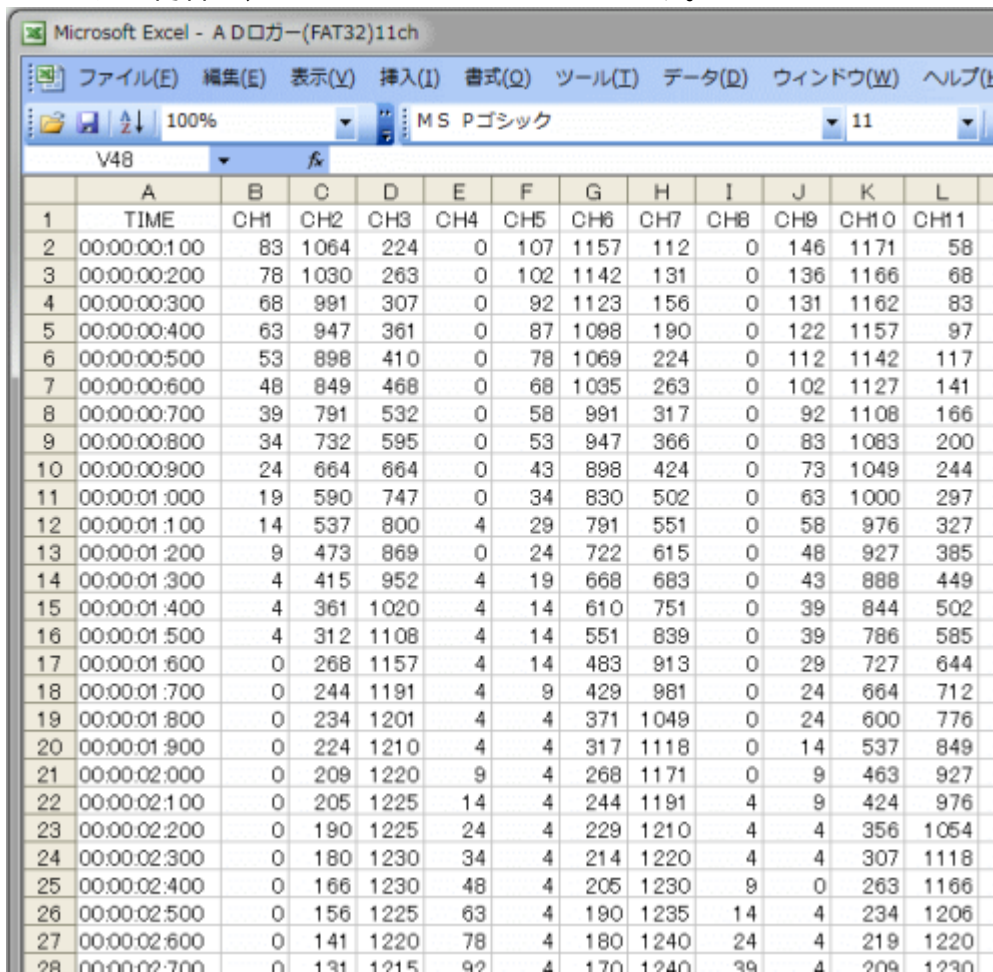 Microsoft Excel - ＡＤロガー(FAT32)11ch
ファイル(F) 編集(E) 表示(V) 挿入(I) 書式(O) ツール(T) データ(D) ウィンドウ(W) ヘルプ(
100% ＭＳ Ｐゴシック 11
V48 fx
A B C D E F G H I J K L
1 TIME CH1 CH2 CH3 CH4 CH5 CH6 CH7 CH8 CH9 CH10 CH11
2 00:00:00:100 83 1064 224 0 107 1157 112 0 146 1171 58
3 00:00:00:200 78 1030 263 0 102 1142 131 0 136 1166 68
4 00:00:00:300 68 991 307 0 92 1123 156 0 131 1162 83
5 00:00:00:400 63 947 361 0 87 1098 190 0 122 1157 97
6 00:00:00:500 53 898 410 0 78 1069 224 0 112 1142 117
7 00:00:00:600 48 849 468 0 68 1035 263 0 102 1127 141
8 00:00:00:700 39 791 532 0 58 991 317 0 92 1108 166
9 00:00:00:800 34 732 595 0 53 947 366 0 83 1083 200
10 00:00:00:900 24 664 664 0 43 898 424 0 73 1049 244
11 00:00:01:000 19 590 747 0 34 830 502 0 63 1000 297
12 00:00:01:100 14 537 800 4 29 791 551 0 58 976 327
13 00:00:01:200 9 473 869 0 24 722 615 0 48 927 385
14 00:00:01:300 4 415 952 4 19 668 683 0 43 888 449
15 00:00:01:400 4 361 1020 4 14 610 751 0 39 844 502
16 00:00:01:500 4 312 1108 4 14 551 839 0 39 786 585
17 00:00:01:600 0 268 1157 4 14 483 913 0 29 727 644
18 00:00:01:700 0 244 1191 4 9 429 981 0 24 664 712
19 00:00:01:800 0 234 1201 4 4 371 1049 0 24 600 776
20 00:00:01:900 0 224 1210 4 4 317 1118 0 14 537 849
21 00:00:02:000 0 209 1220 9 4 268 1171 0 9 463 927
22 00:00:02:100 0 205 1225 14 4 244 1191 4 9 424 976
23 00:00:02:200 0 190 1225 24 4 229 1210 4 4 356 1054
24 00:00:02:300 0 180 1230 34 4 214 1220 4 4 307 1118
25 00:00:02:400 0 166 1230 48 4 205 1230 9 0 263 1166
26 00:00:02:500 0 156 1225 63 4 190 1235 14 4 234 1206
27 00:00:02:600 0 141 1220 78 4 180 1240 24 4 219 1220
28 00:00:02:700 0 131 1215 92 4 170 1240 39 4 209 1230